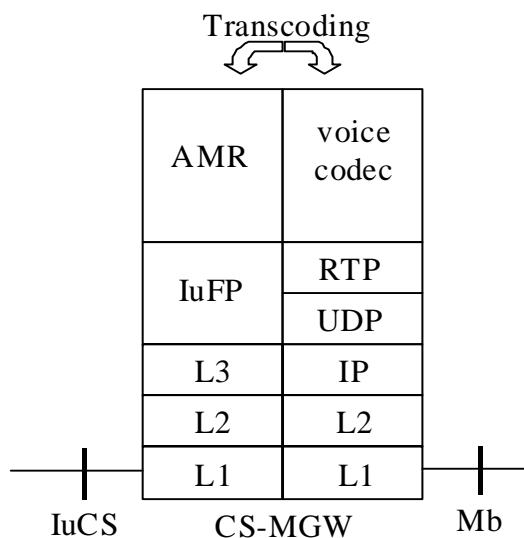 Transcoding
AMR
voice
codec
IuFP
RTP
UDP
L3
IP
L2
L2
L1
L1
IuCS
CS-MGW
Mb